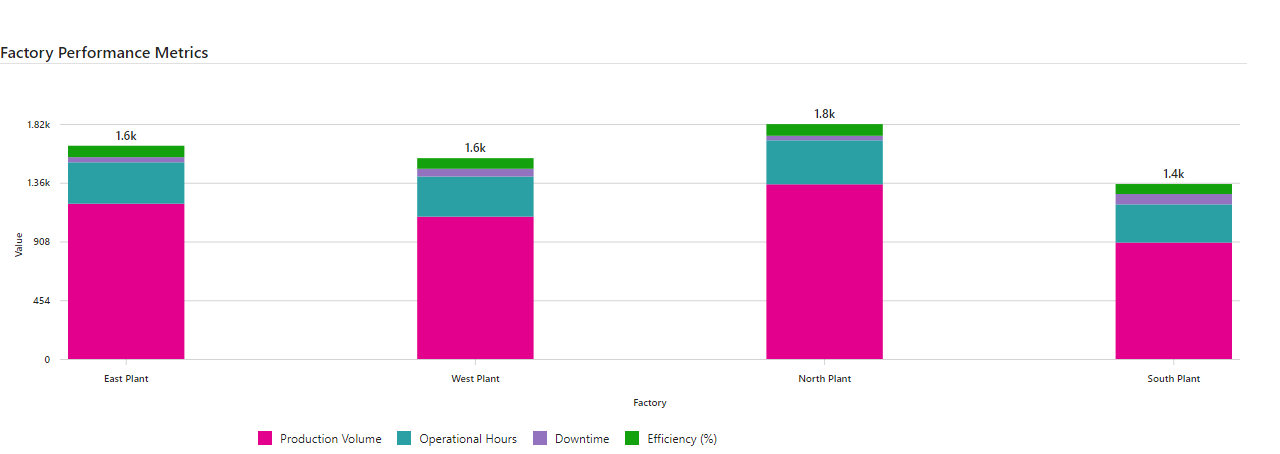 Factory Performance Metrics
1.82k
1.36k
908
454
0
Value
1.6k
1.6k
1.8k
1.4k
East Plant
West Plant
North Plant
South Plant
Factory
Production Volume
Operational Hours
Downtime
Efficiency (%)